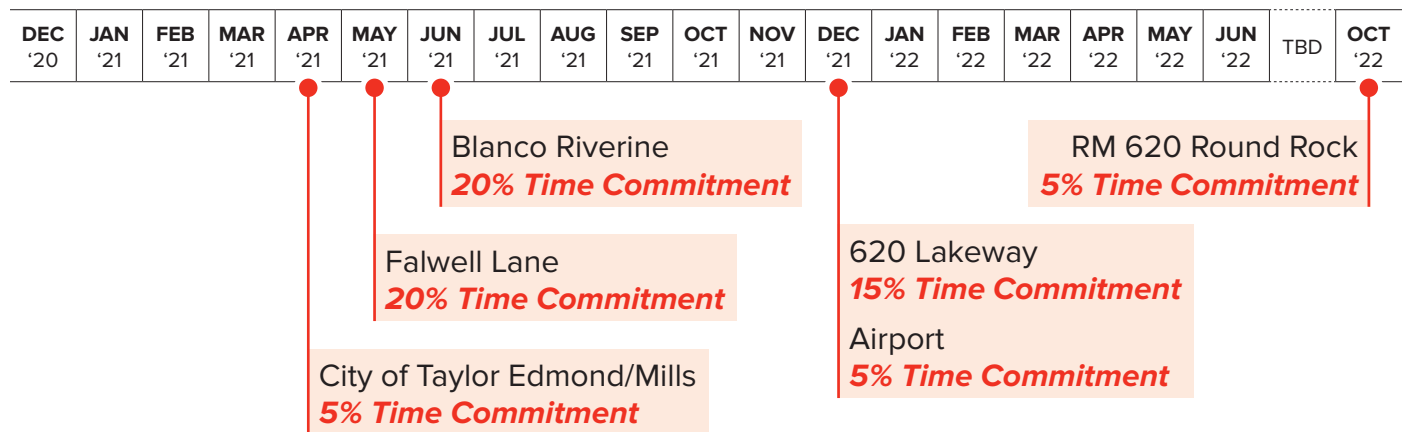 DEC JAN FEB MAR APR MAY JUN JUL AUG SEP OCT NOV DEC JAN FEB MAR APR MAY JUN TBD OCT
‘20 ‘21 ‘21 ‘21 ‘21 ‘21 ‘21 ‘21 ‘21 ‘21 ‘21 ‘21 ‘21 ‘22 ‘22 ‘22 ‘22 ‘22 ‘22 ‘22
Blanco Riverine
20% Time Commitment
RM 620 Round Rock
5% Time Commitment
Falwell Lane
20% Time Commitment
620 Lakeway
15% Time Commitment
Airport
5% Time Commitment
City of Taylor Edmond/Mills
5% Time Commitment